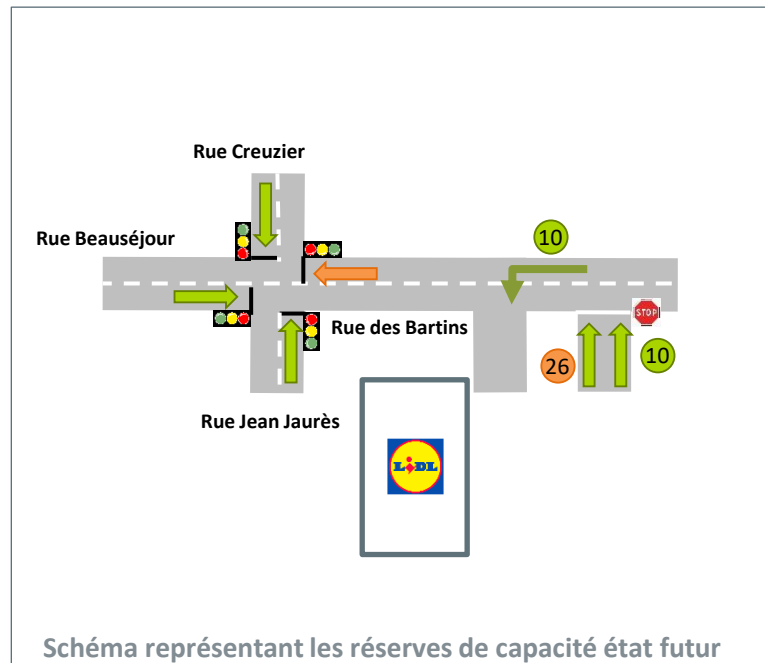 Rue Creuzier
Rue Beauséjour
10
STOP
Rue des Bartins
26
10
Rue Jean Jaurès
LiDL
Schéma représentant les réserves de capacité état futur